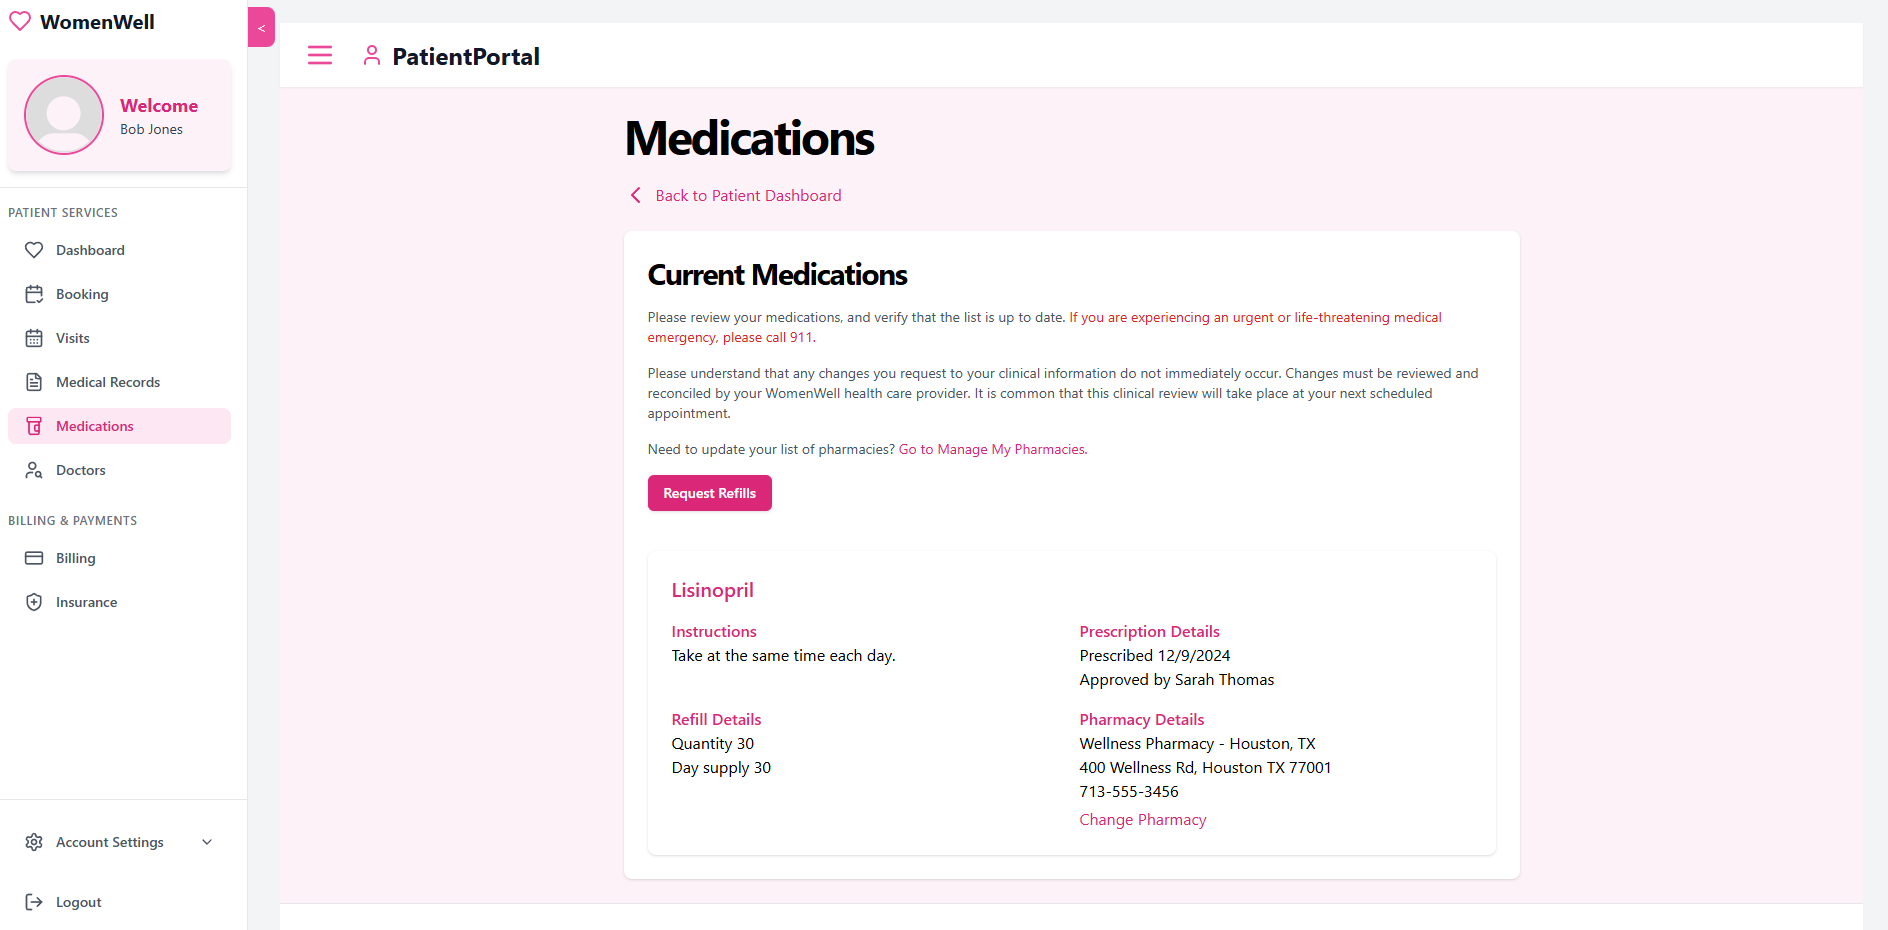 WomenWell
Welcome
Bob Jones
PATIENT SERVICES
Dashboard
Booking
Visits
Medical Records
Medications
Doctors
BILLING & PAYMENTS
Billing
Insurance
Account Settings
Logout
<
PatientPortal
Medications
Back to Patient Dashboard
Current Medications
Please review your medications, and verify that the list is up to date. If you are experiencing an urgent or life-threatening medical
emergency, please call 911.
Please understand that any changes you request to your clinical information do not immediately occur. Changes must be reviewed and
reconciled by your WomenWell health care provider. It is common that this clinical review will take place at your next scheduled
appointment.
Need to update your list of pharmacies? Go to Manage My Pharmacies.
Request Refills
Lisinopril
Instructions
Take at the same time each day.
Prescription Details
Prescribed 12/9/2024
Approved by Sarah Thomas
Refill Details
Quantity 30
Day supply 30
Pharmacy Details
Wellness Pharmacy - Houston, TX
400 Wellness Rd, Houston TX 77001
713-555-3456
Change Pharmacy